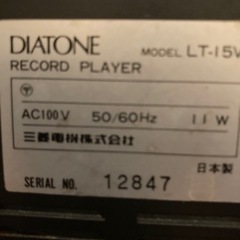 DIATONE MODEL LT-15V
RECORD PLAYER
〒
AC100V 50/60Hz 11W
三菱電機株式会社
日本製
SERIAL NO. 12847